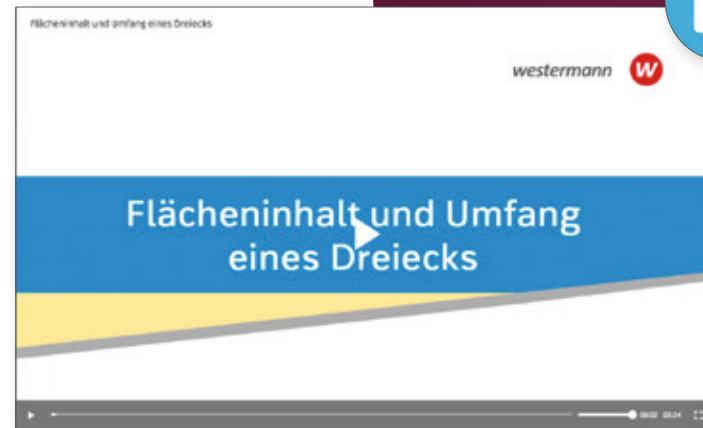 Flächeninhalt und Umfang eines Dreiecks
westermann W
Flächeninhalt und Umfang
eines Dreiecks